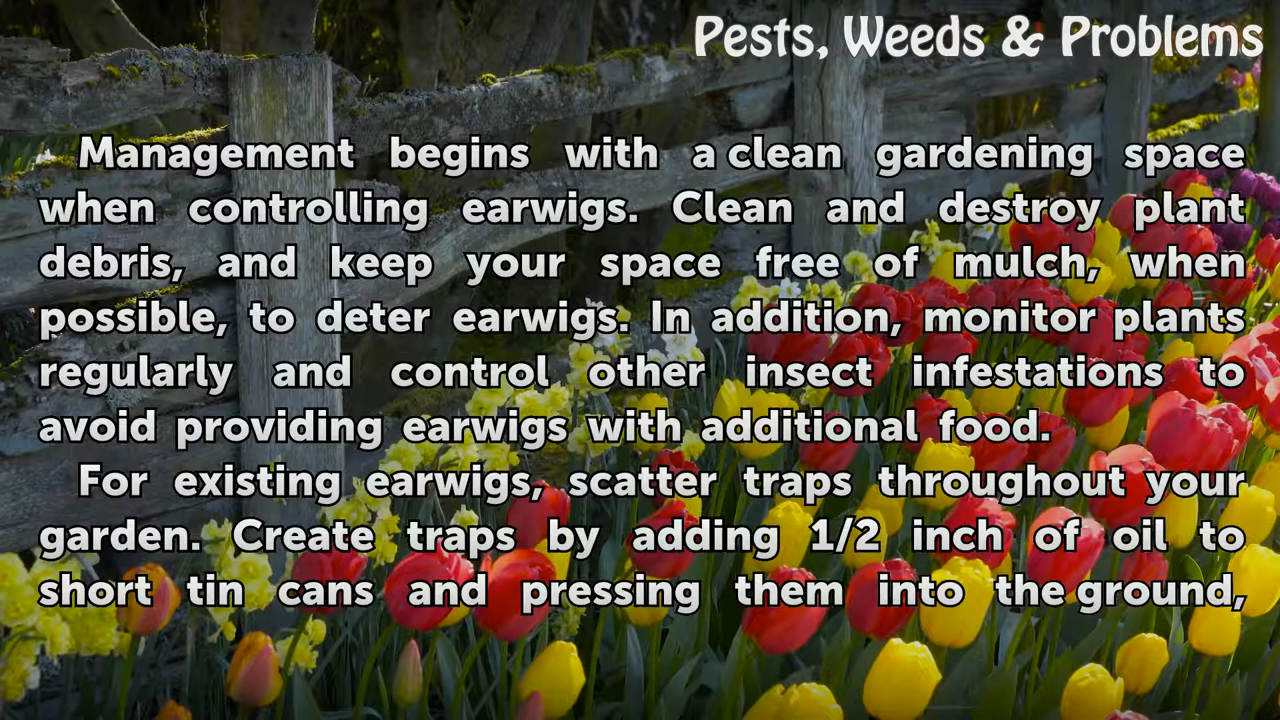 Pests, Weeds & Problems
Management begins with a clean gardening space
when controlling earwigs. Clean and destroy plant
debris, and keep your space free of mulch, when
possible, to deter earwigs. In addition, monitor plants
regularly and control other insect infestations to
avoid providing earwigs with additional food.
For existing earwigs, scatter traps throughout your
garden. Create traps by adding 1/2 inch of oil to
short tin cans and pressing them into the ground,